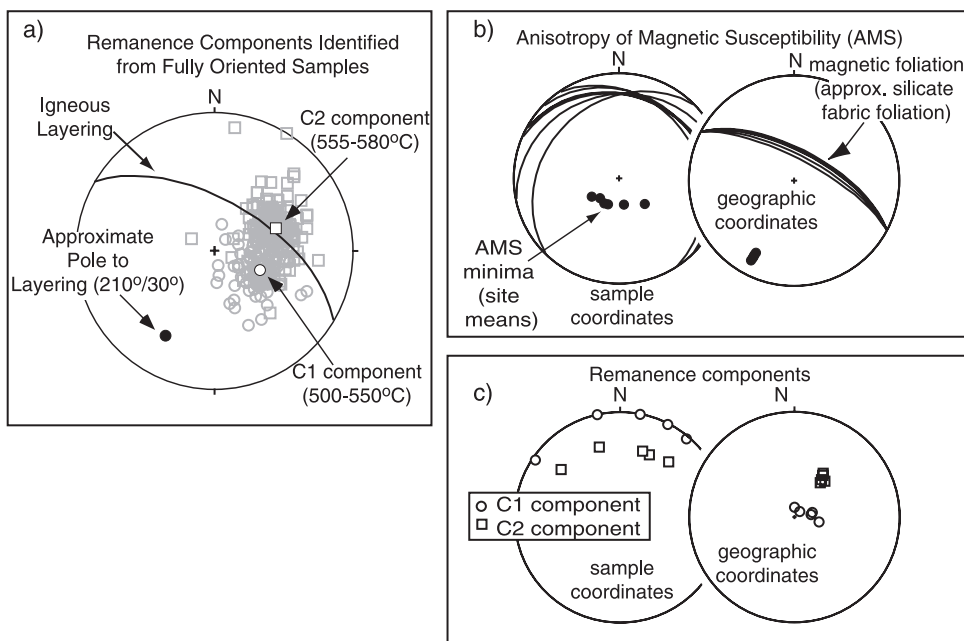 a)
Remanence Components Identified
from Fully Oriented Samples
Igneous
Layering
N
C2 component
(555-580ºC)
Approximate
Pole to
Layering (210º/30º)
C1 component
(500-550ºC)
b)
Anisotropy of Magnetic Susceptibility (AMS)
N
N
magnetic foliation
(approx. silicate
fabric foliation)
AMS
minima
(site
means)
sample
coordinates
geographic
coordinates
c)
Remanence components
N
N
C1 component
C2 component
sample
coordinates
geographic
coordinates